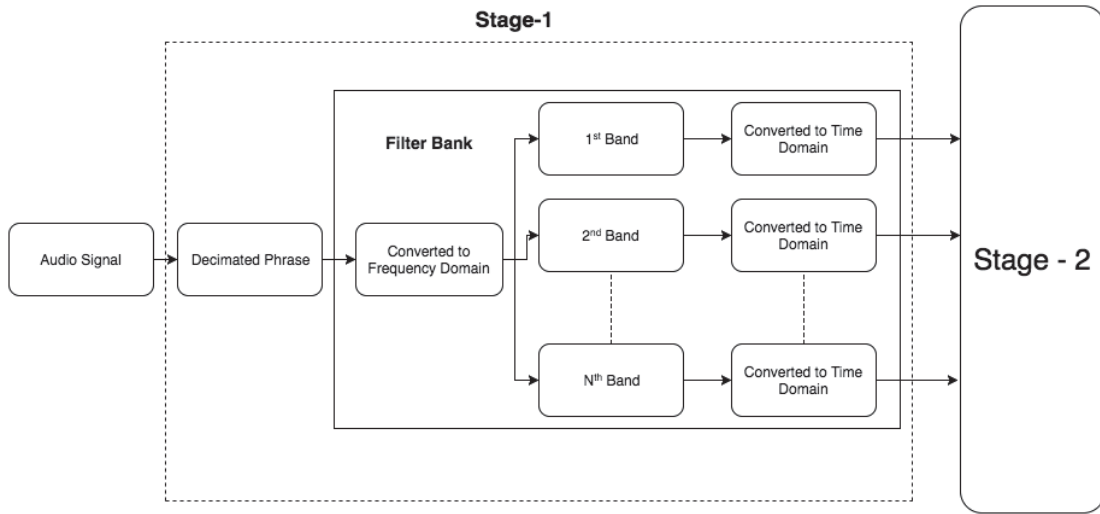 Stage-1
Filter Bank
1st Band
Converted to Time
Domain
Audio Signal
Decimated Phrase
Converted to
Frequency Domain
2nd Band
Converted to Time
Domain
Stage - 2
Nth Band
Converted to Time
Domain